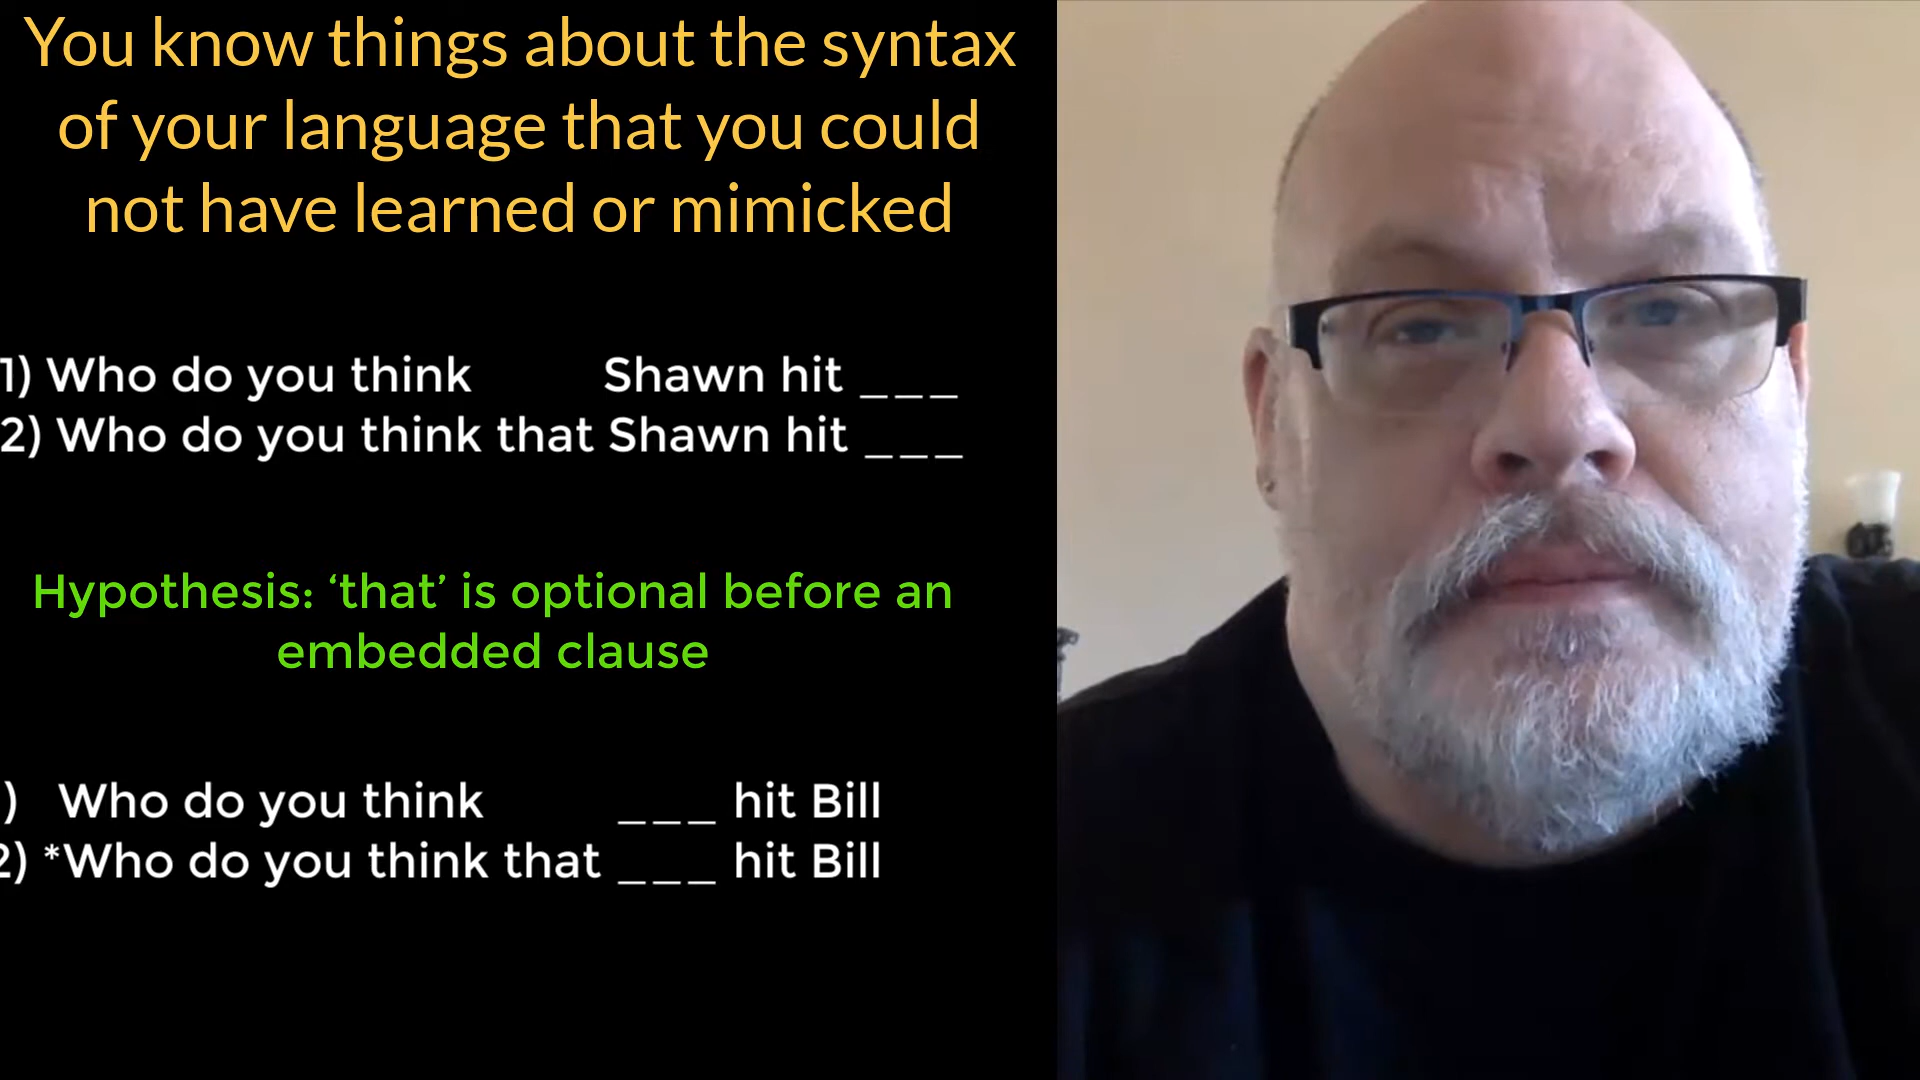 You know things about the syntax
of your language that you could
not have learned or mimicked
1) Who do you think Shawn hit ___
2) Who do you think that Shawn hit ___
Hypothesis: ‘that’ is optional before an
embedded clause
) Who do you think ___ hit Bill
2) *Who do you think that ___ hit Bill